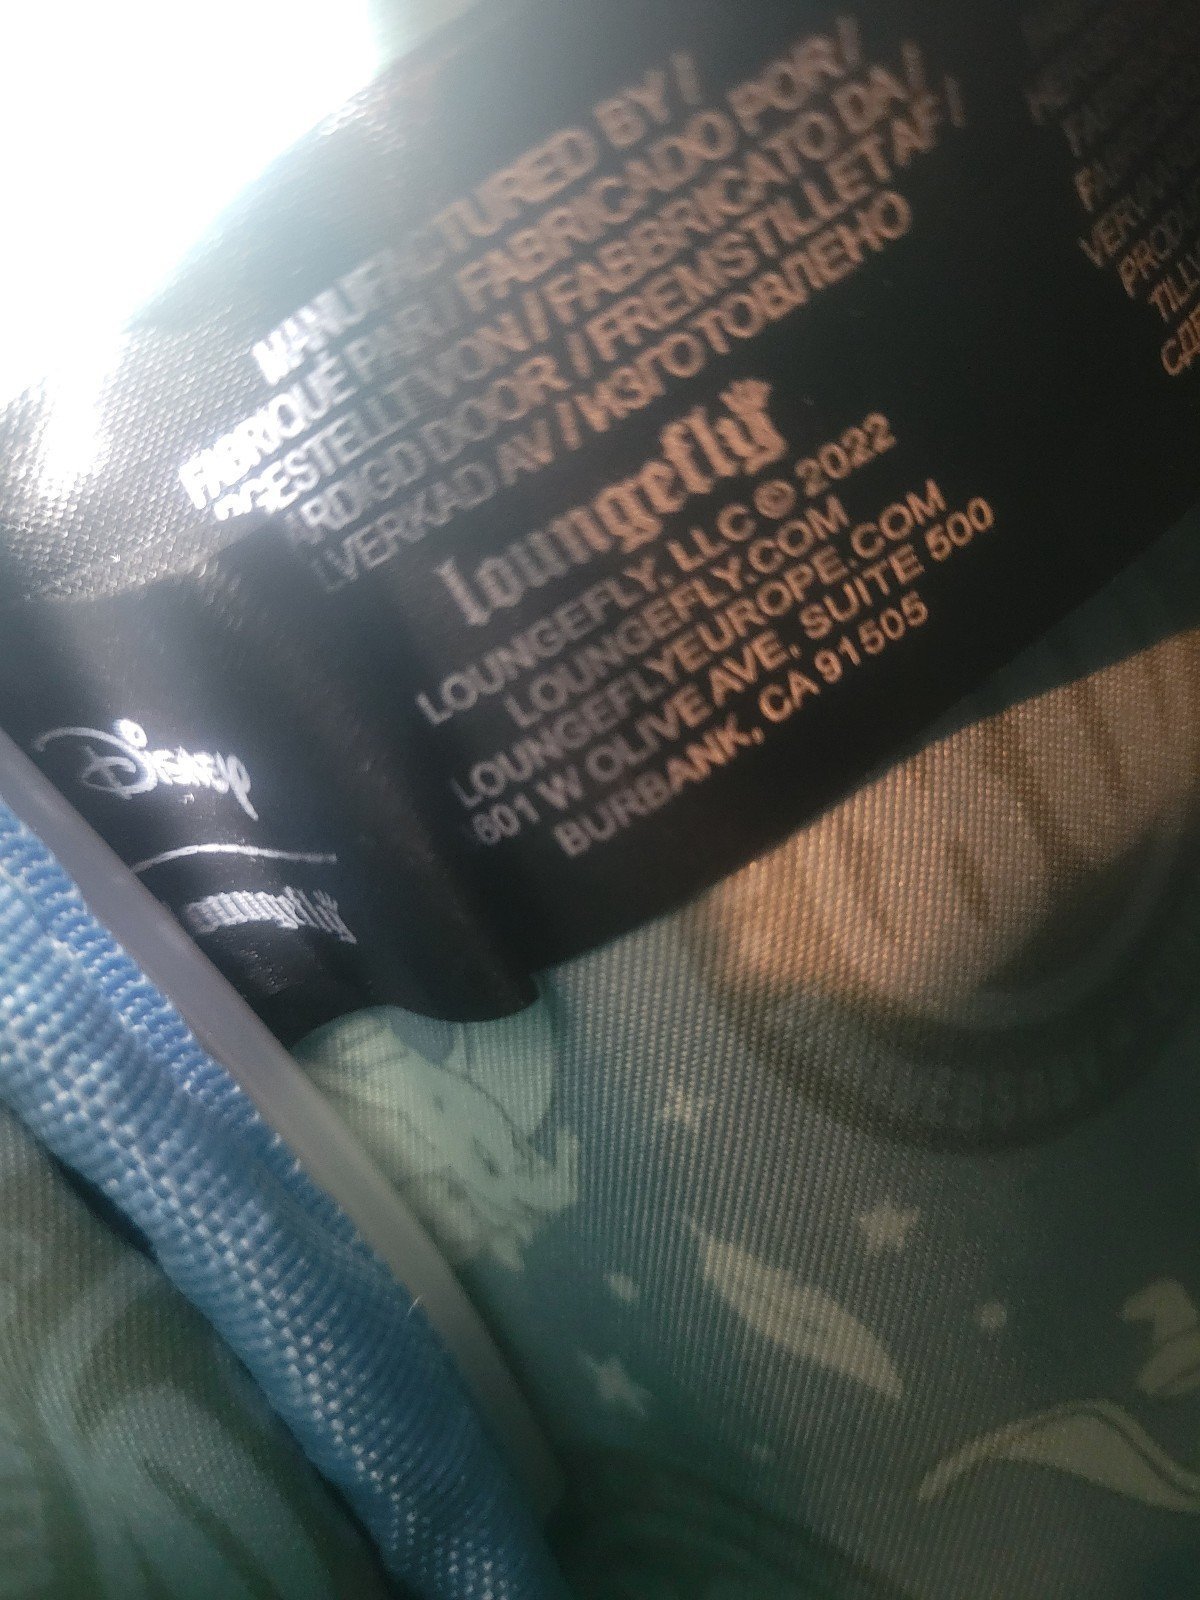 MANUFACTURED BY /
FABRIQUÉ PAR / FABRICADO POR /
HERGESTELLT VON / FABBRICATO DA /
VERVAARDIGD DOOR / FREMSTILLET AF /
TILLVERKAD AV / ИЗГОТОВЛЕНО
loungefly
LOUNGEFLY, LLC © 2022
LOUNGEFLY.COM
LOUNGEFLYEUROPE.COM
601 W OLIVE AVE, SUITE 500
BURBANK, CA 91505
Disney
loungefly